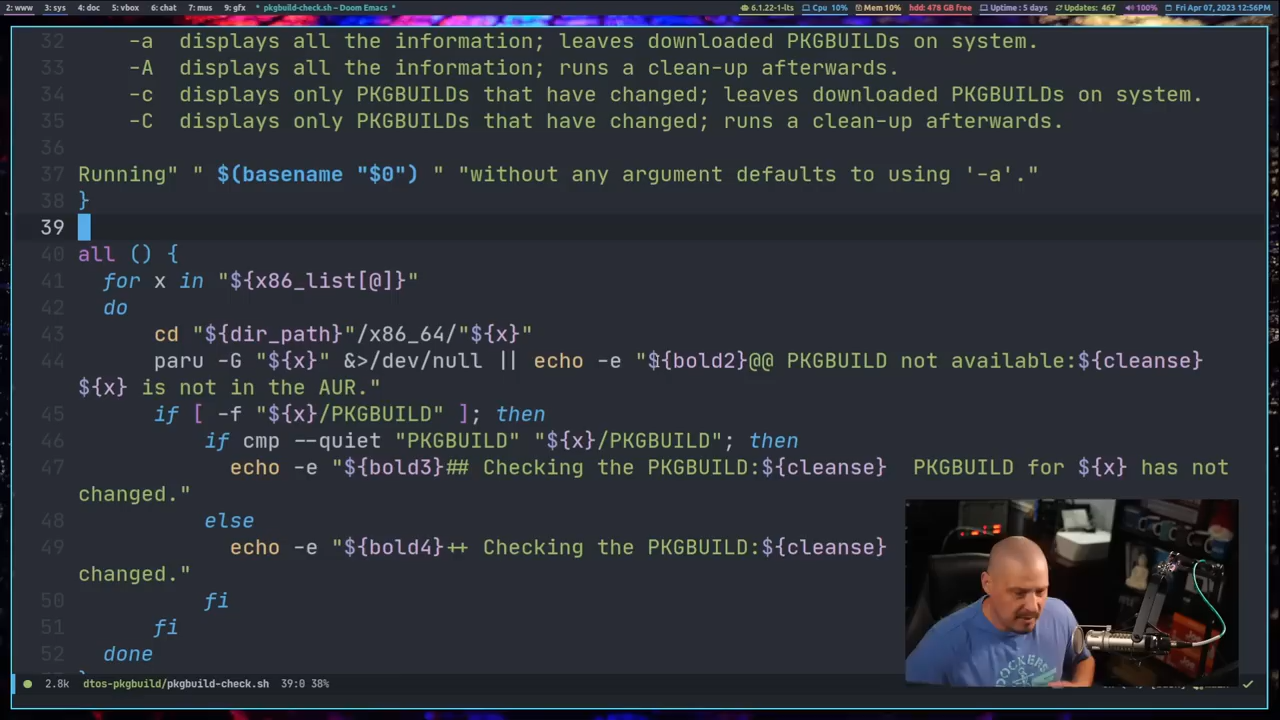 2: www 3: sys 4: doc 5: vbox 6: chat 7: mus 9: gfx * pkgbuild-check.sh – Doom Emacs 6.1.22-1-lts Cpu 10% Mem 10% hdd: 478 GB free Uptime : 5 days Updates: 467 100% Fri Apr 07, 2023 12:56PM
32 -a displays all the information; leaves downloaded PKGBUILDs on system.
33 -A displays all the information; runs a clean-up afterwards.
34 -c displays only PKGBUILDs that have changed; leaves downloaded PKGBUILDs on system.
35 -C displays only PKGBUILDs that have changed; runs a clean-up afterwards.
36
37 Running" " $(basename "$0") " "without any argument defaults to using '-a'."
38 }
39
40 all () {
41 for x in "${x86_list[@]}"
42 do
43 cd "${dir_path}"/x86_64/"${x}"
44 paru -G "${x}" &>/dev/null || echo -e "${bold2}@@ PKGBUILD not available:${cleanse}
${x} is not in the AUR."
45 if [ -f "${x}/PKGBUILD" ]; then
46 if cmp --quiet "PKGBUILD" "${x}/PKGBUILD"; then
47 echo -e "${bold3}## Checking the PKGBUILD:${cleanse} PKGBUILD for ${x} has not
changed."
48 else
49 echo -e "${bold4}++ Checking the PKGBUILD:${cleanse}
changed."
50 fi
51 fi
52 done
2.8k dtos-pkgbuild/pkgbuild-check.sh 39:0 38%